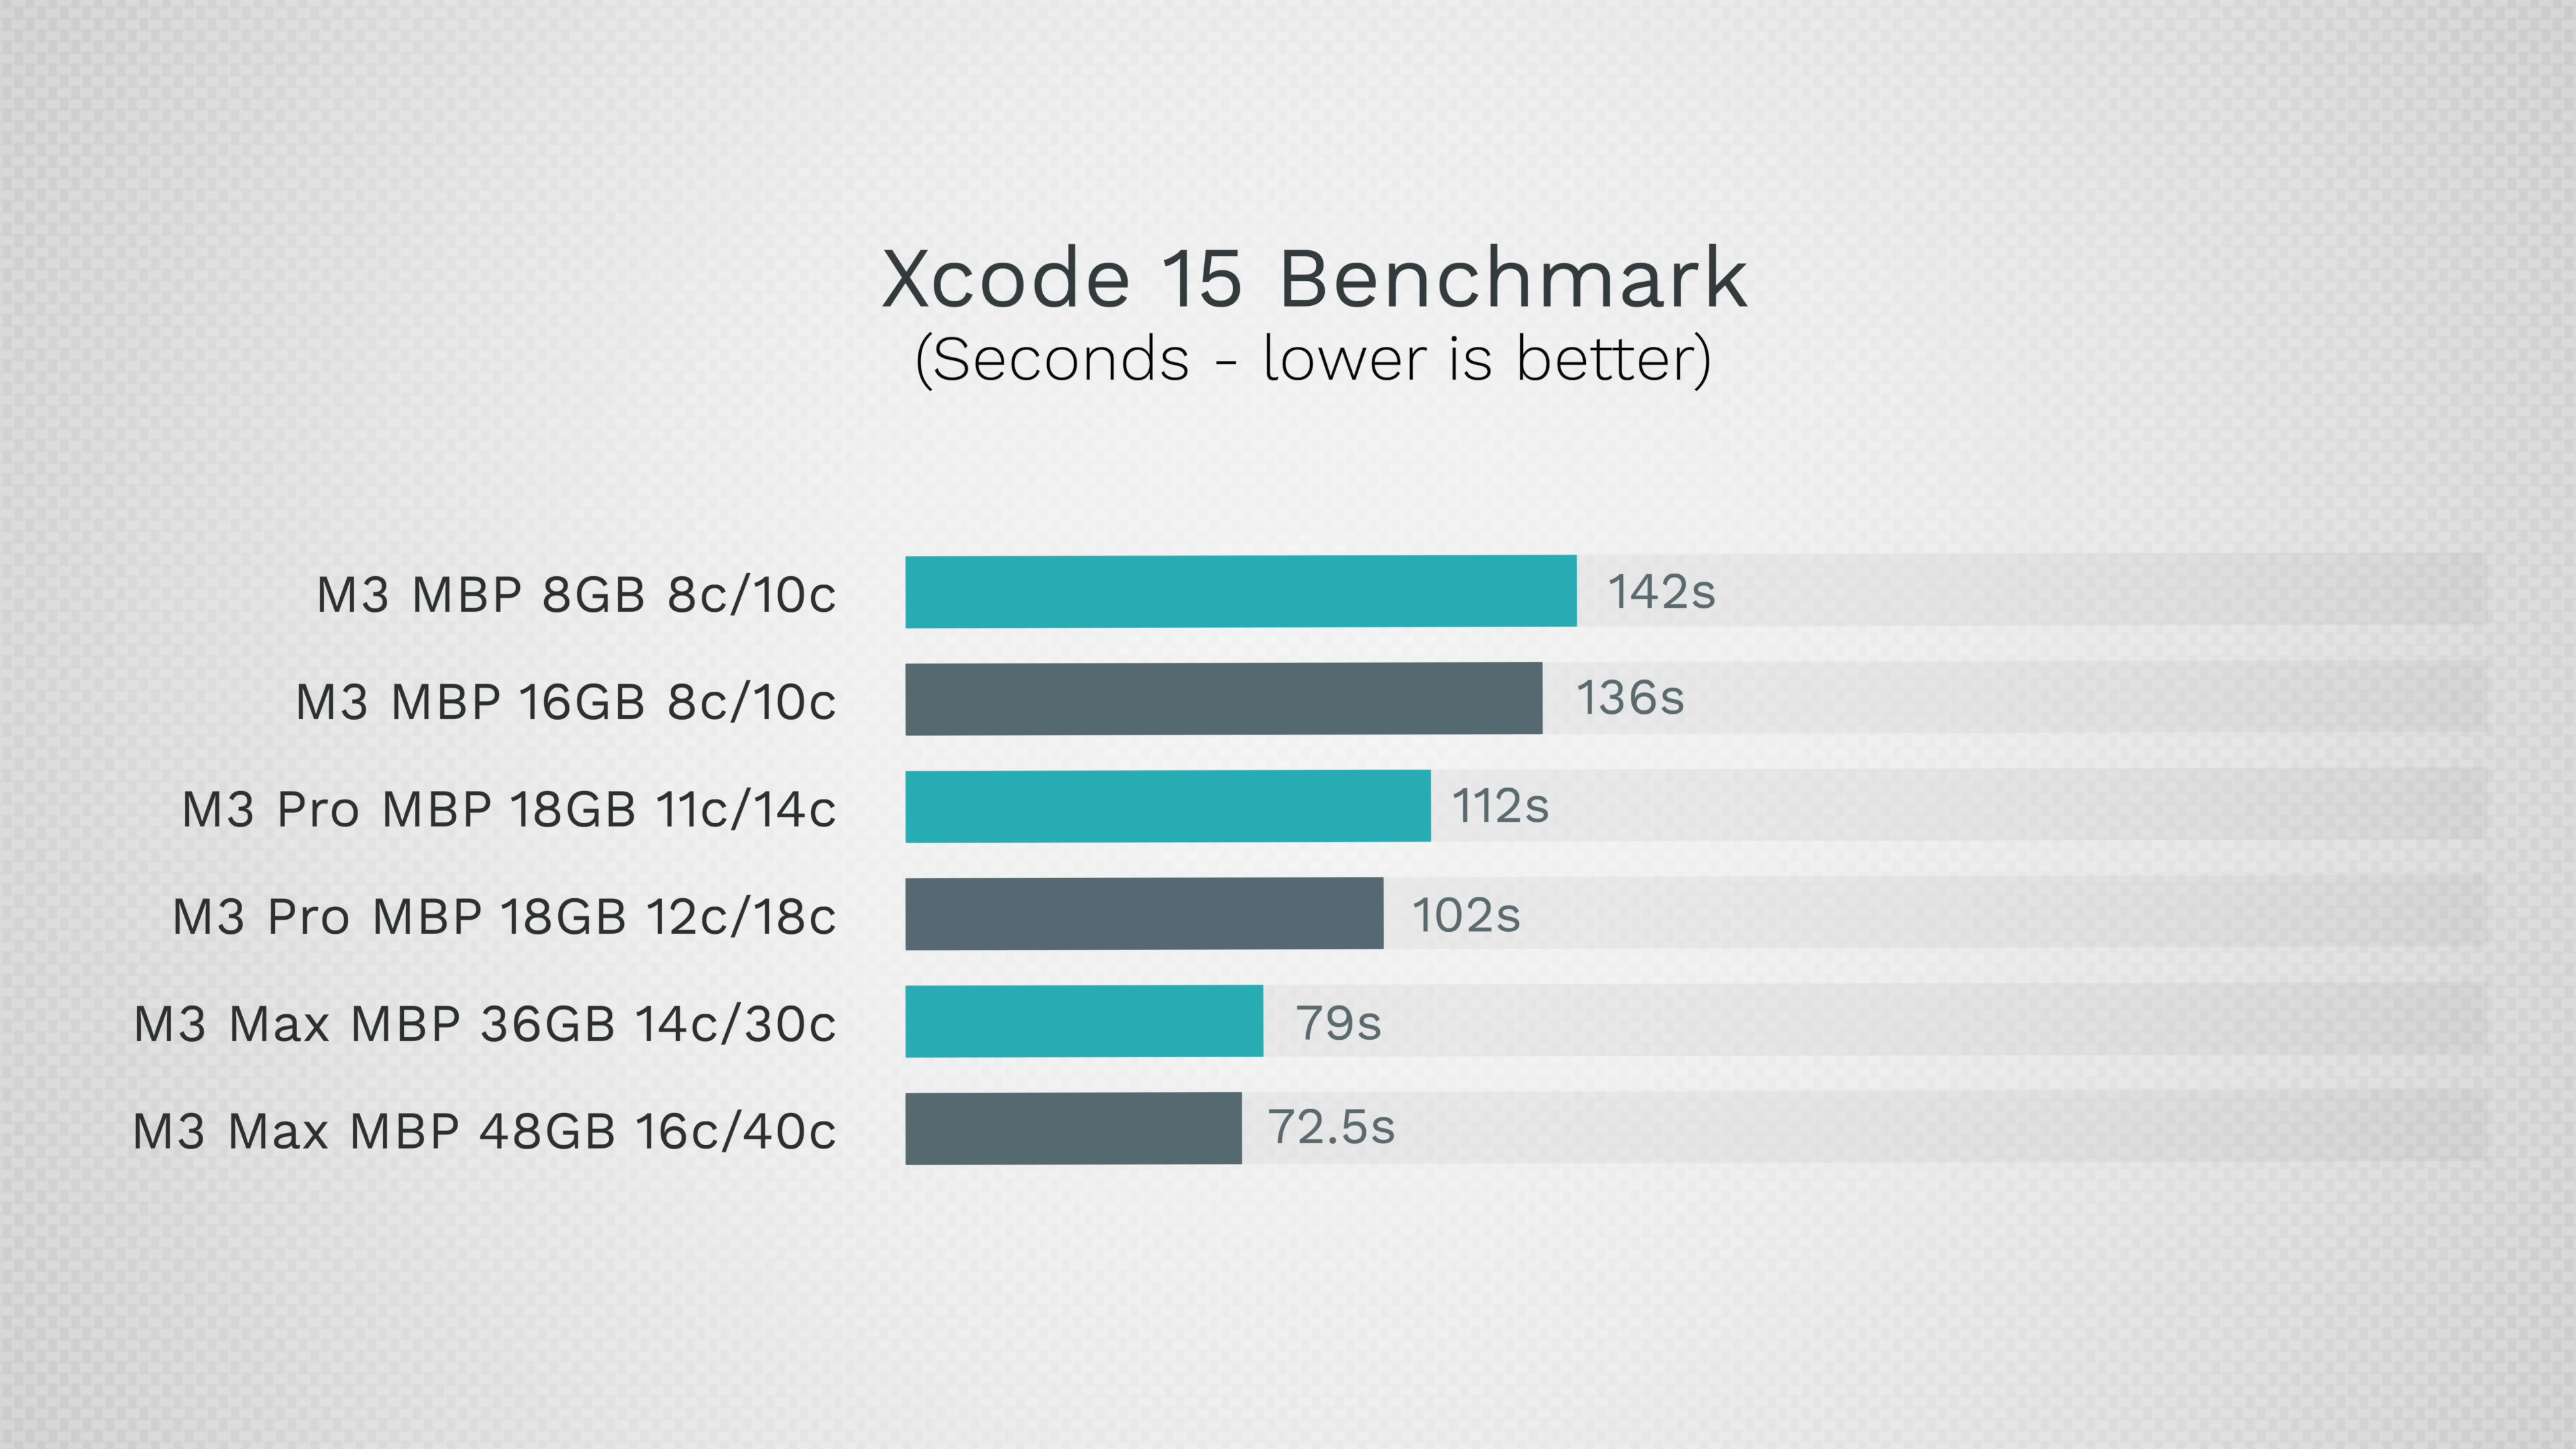 Xcode 15 Benchmark
(Seconds - lower is better)
M3 MBP 8GB 8c/10c 142s
M3 MBP 16GB 8c/10c 136s
M3 Pro MBP 18GB 11c/14c 112s
M3 Pro MBP 18GB 12c/18c 102s
M3 Max MBP 36GB 14c/30c 79s
M3 Max MBP 48GB 16c/40c 72.5s